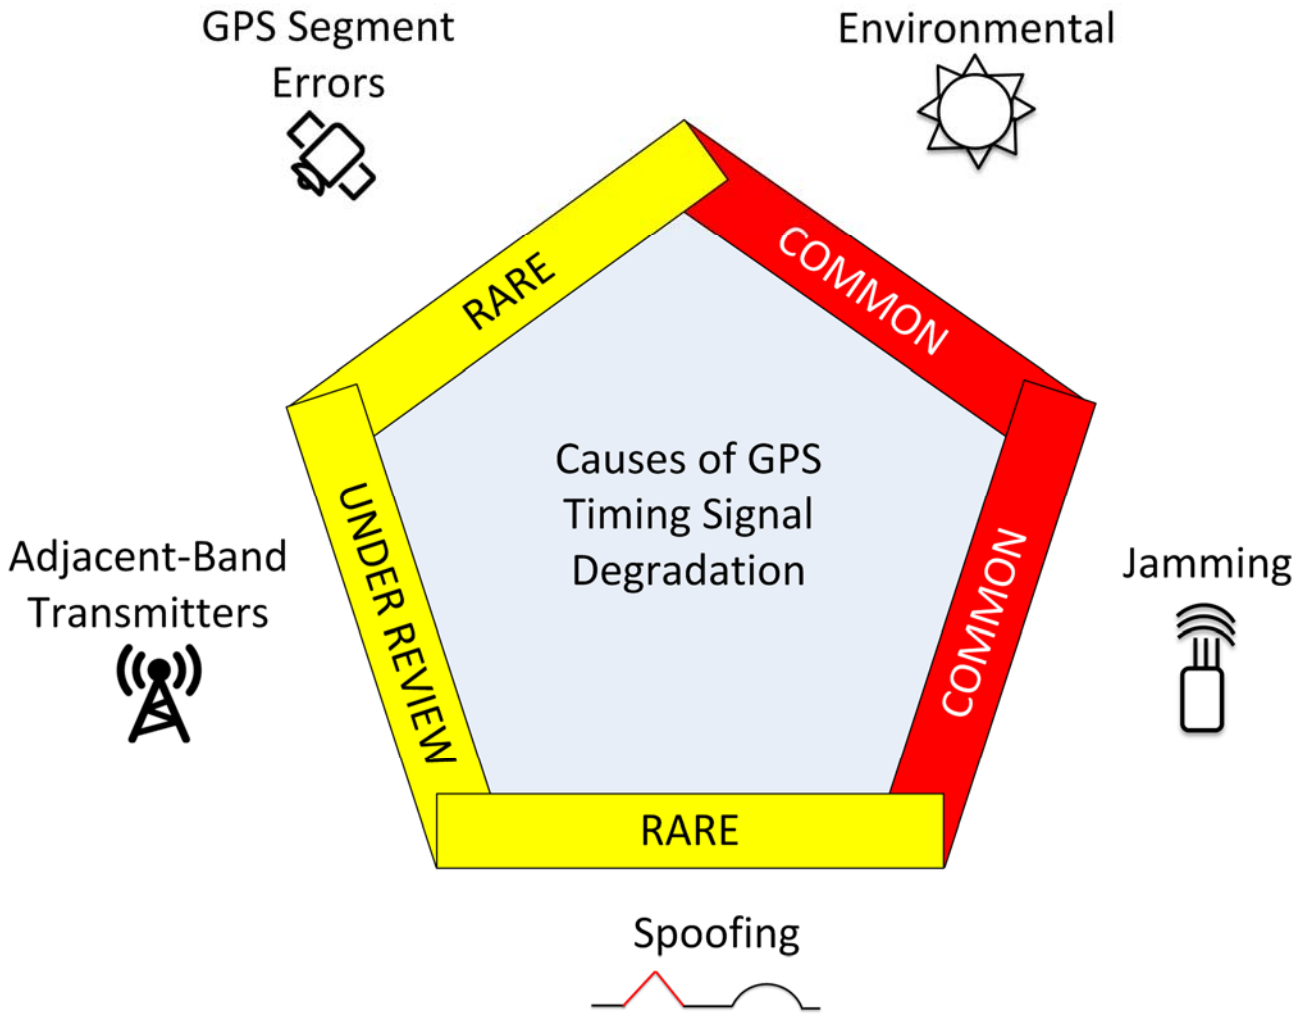 GPS Segment
Errors
Environmental
RARE
COMMON
Causes of GPS
Timing Signal
Degradation
UNDER REVIEW
COMMON
Adjacent-Band
Transmitters
Jamming
RARE
Spoofing